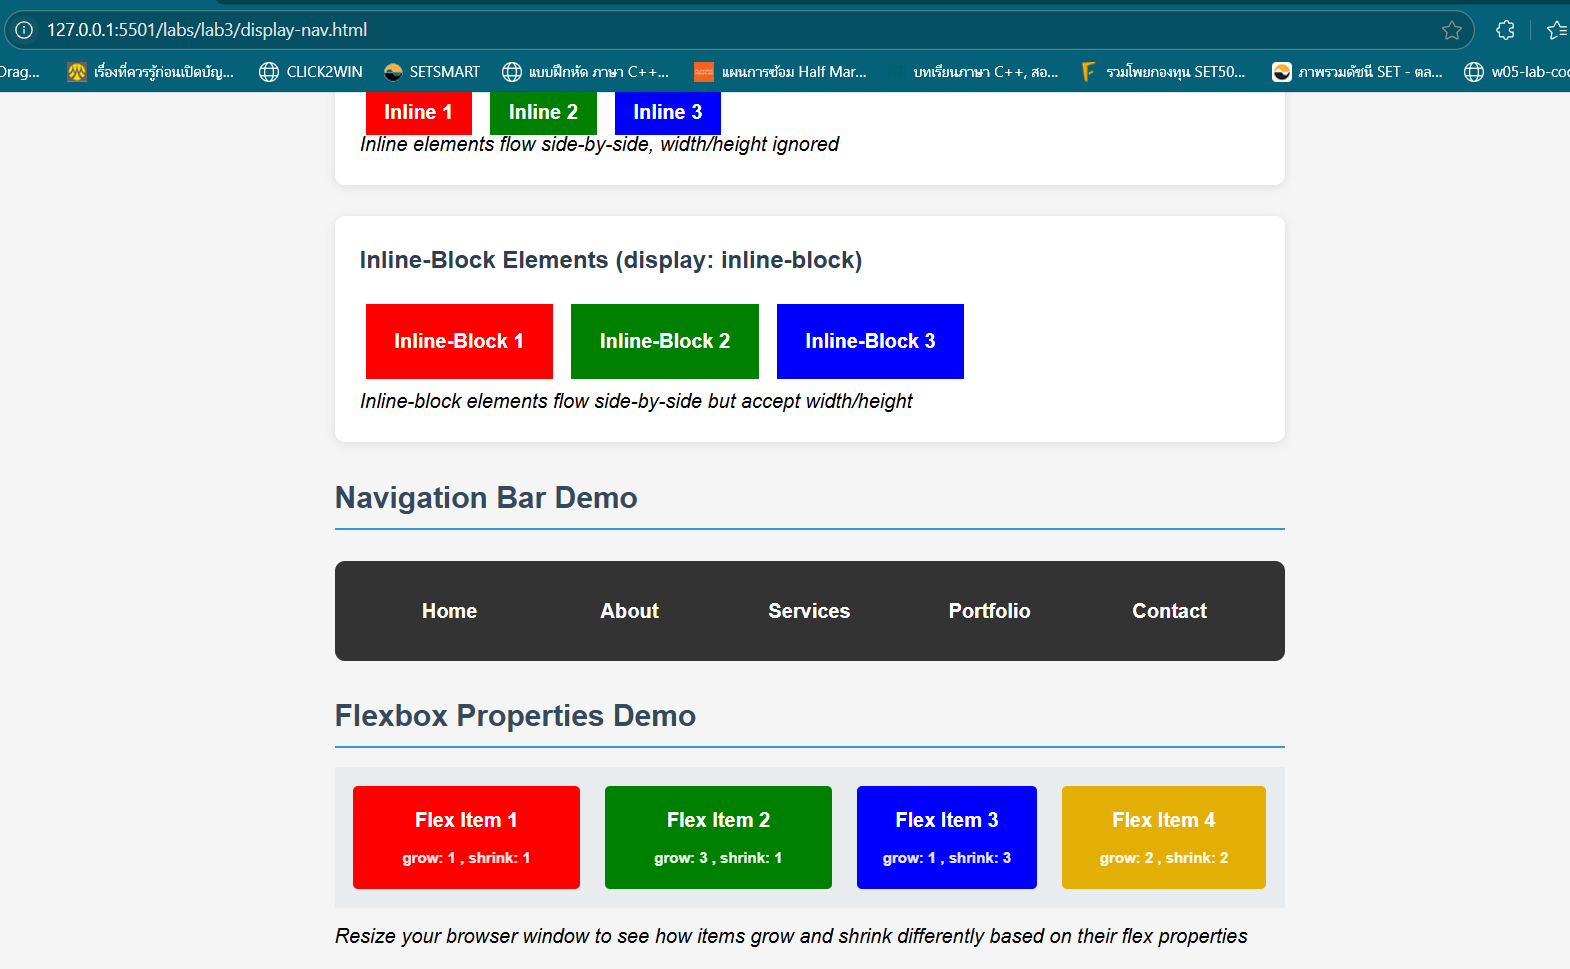 127.0.0.1:5501/labs/lab3/display-nav.html
Drag... เรื่องที่ควรรู้ก่อนเปิดบัญ... CLICK2WIN SETSMART แบบฝึกหัด ภาษา C++... แผนการซ้อม Half Mar... บทเรียนภาษา C++, สอ... รวมโพยกองทุน SET50... ภาพรวมดัชนี SET - ตล... w05-lab-coo
Inline 1 Inline 2 Inline 3
Inline elements flow side-by-side, width/height ignored
Inline-Block Elements (display: inline-block)
Inline-Block 1 Inline-Block 2 Inline-Block 3
Inline-block elements flow side-by-side but accept width/height
Navigation Bar Demo
Home About Services Portfolio Contact
Flexbox Properties Demo
Flex Item 1 Flex Item 2 Flex Item 3 Flex Item 4
grow: 1 , shrink: 1 grow: 3 , shrink: 1 grow: 1 , shrink: 3 grow: 2 , shrink: 2
Resize your browser window to see how items grow and shrink differently based on their flex properties